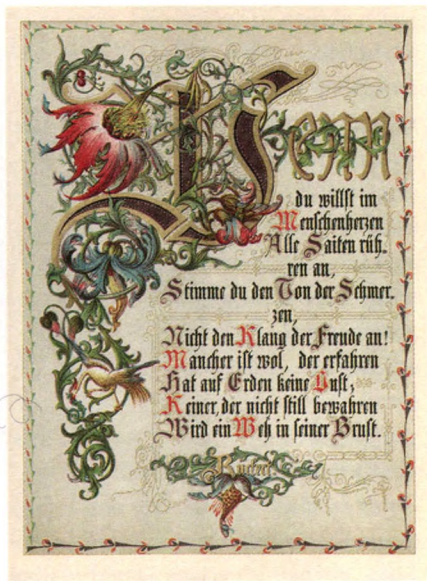 Wenn
du willst im
Menschenherzen
Alle Saiten rüh-
ren an,
Stimme du den Ton der Schmer-
zen,
Nicht den Klang der Freude an!
Mancher ist wol, der erfahren
Hat auf Erden keine Lust,
Keiner, der nicht still bewahren
Wird ein Weh in seiner Brust.
Rückert